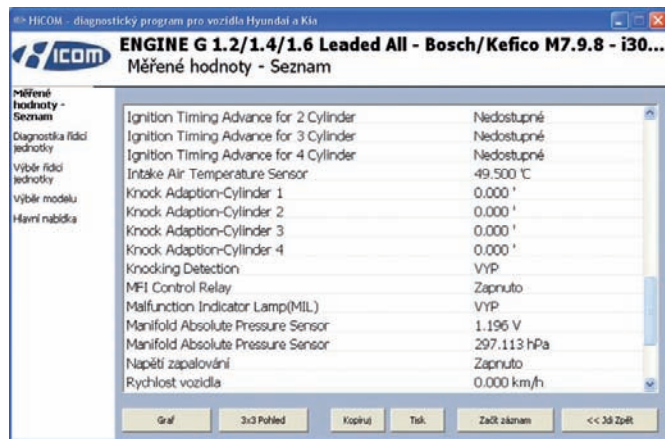 HiCOM - diagnostický program pro vozidla Hyundai a Kia
HICOM
ENGINE G 1.2/1.4/1.6 Leaded All - Bosch/Kefico M7.9.8 - i30...
Měřené hodnoty - Seznam
Měřené
hodnoty -
Seznam
Diagnostika řídicí
jednotky
Výběr řídicí
jednotky
Výběr modelu
Hlavní nabídka
Ignition Timing Advance for 2 Cylinder Nedostupné
Ignition Timing Advance for 3 Cylinder Nedostupné
Ignition Timing Advance for 4 Cylinder Nedostupné
Intake Air Temperature Sensor 49.500 ℃
Knock Adaption-Cylinder 1 0.000 '
Knock Adaption-Cylinder 2 0.000 '
Knock Adaption-Cylinder 3 0.000 '
Knock Adaption-Cylinder 4 0.000 '
Knocking Detection VYP
MFI Control Relay Zapnuto
Malfunction Indicator Lamp(MIL) VYP
Manifold Absolute Pressure Sensor 1.196 V
Manifold Absolute Pressure Sensor 297.113 hPa
Napětí zapalování Zapnuto
Rychlost vozidla 0.000 km/h
Graf 3x3 Pohled Kopíruj Tisk. Začít záznam << Jdi Zpět